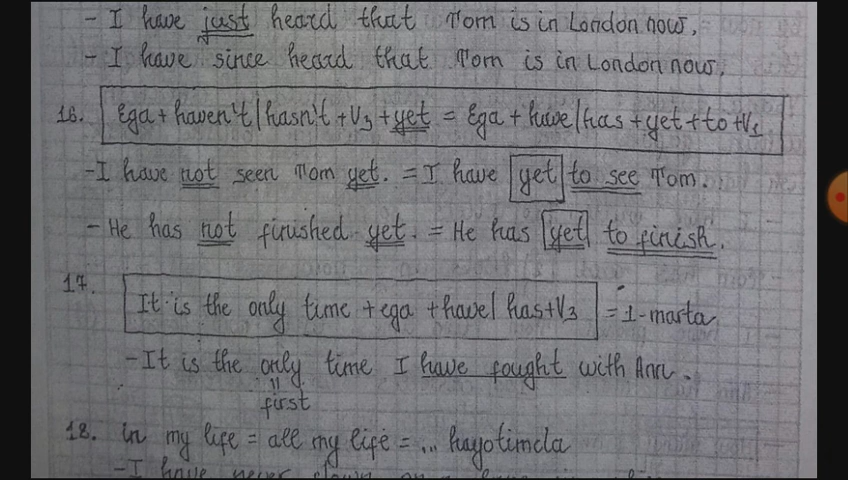 - I have just heard that Tom is in London now.
- I have since heard that Tom is in London now.
16. Ega + haven't / hasn't + V3 + yet = Ega + have / has + yet + to + V1
- I have not seen Tom yet. = I have yet to see Tom.
- He has not finished yet. = He has yet to finish.
17. It is the only time + ega + have / has + V3 = 1-marta
- It is the only time I have fought with Ann.
first
18. in my life = all my life = ... hayotimda
- I have never